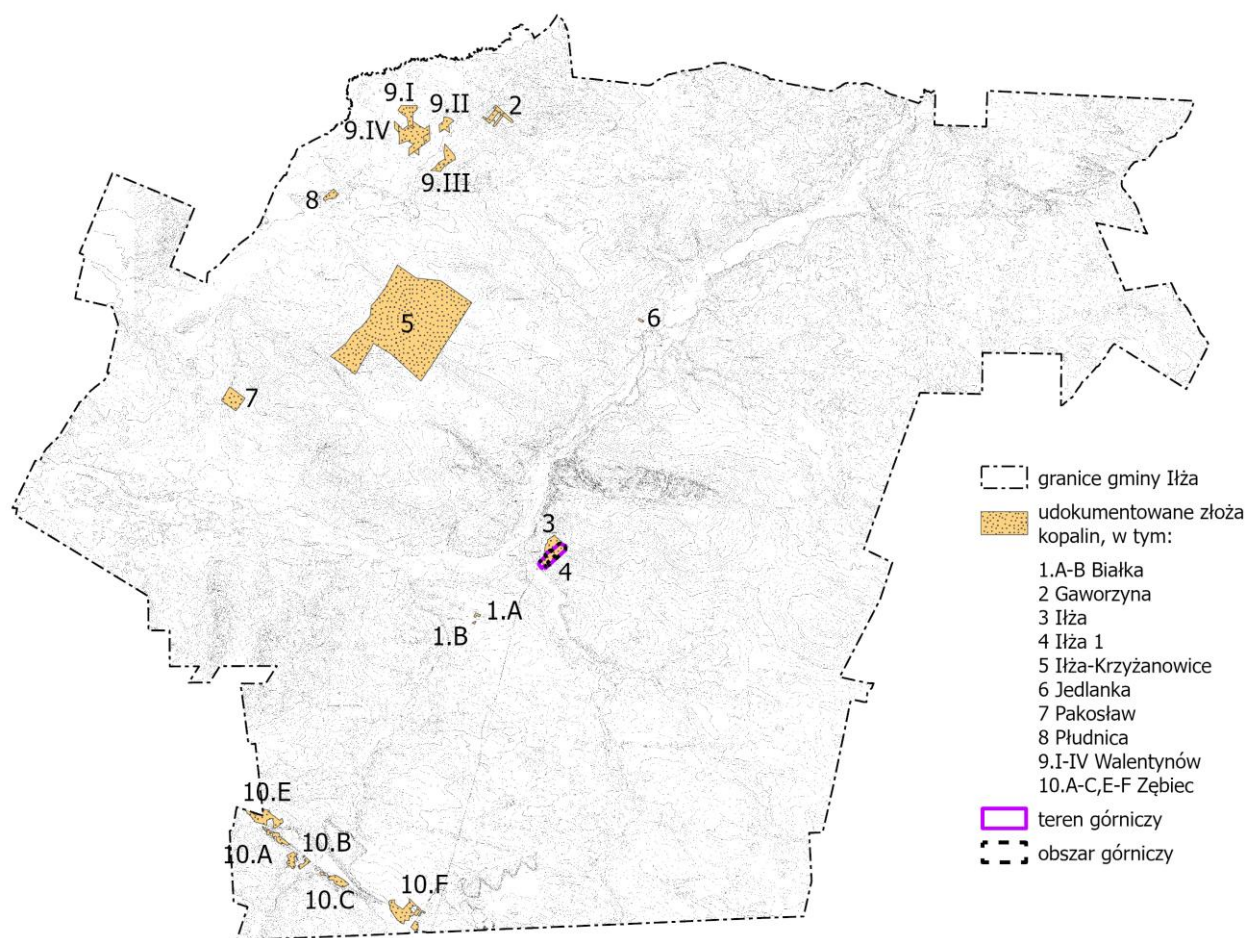 9.I
9.II
2
9.IV
9.III
8
5
6
7
3
4
1.A
1.B
10.E
10.B
10.A
10.C
10.F
granice gminy Iłża
udokumentowane złoża
kopalin, w tym:
1.A-B Białka
2 Gaworzyna
3 Iłża
4 Iłża 1
5 Iłża-Krzyżanowice
6 Jedlanka
7 Pakosław
8 Płudnica
9.I-IV Walentynów
10.A-C,E-F Zębiec
teren górniczy
obszar górniczy